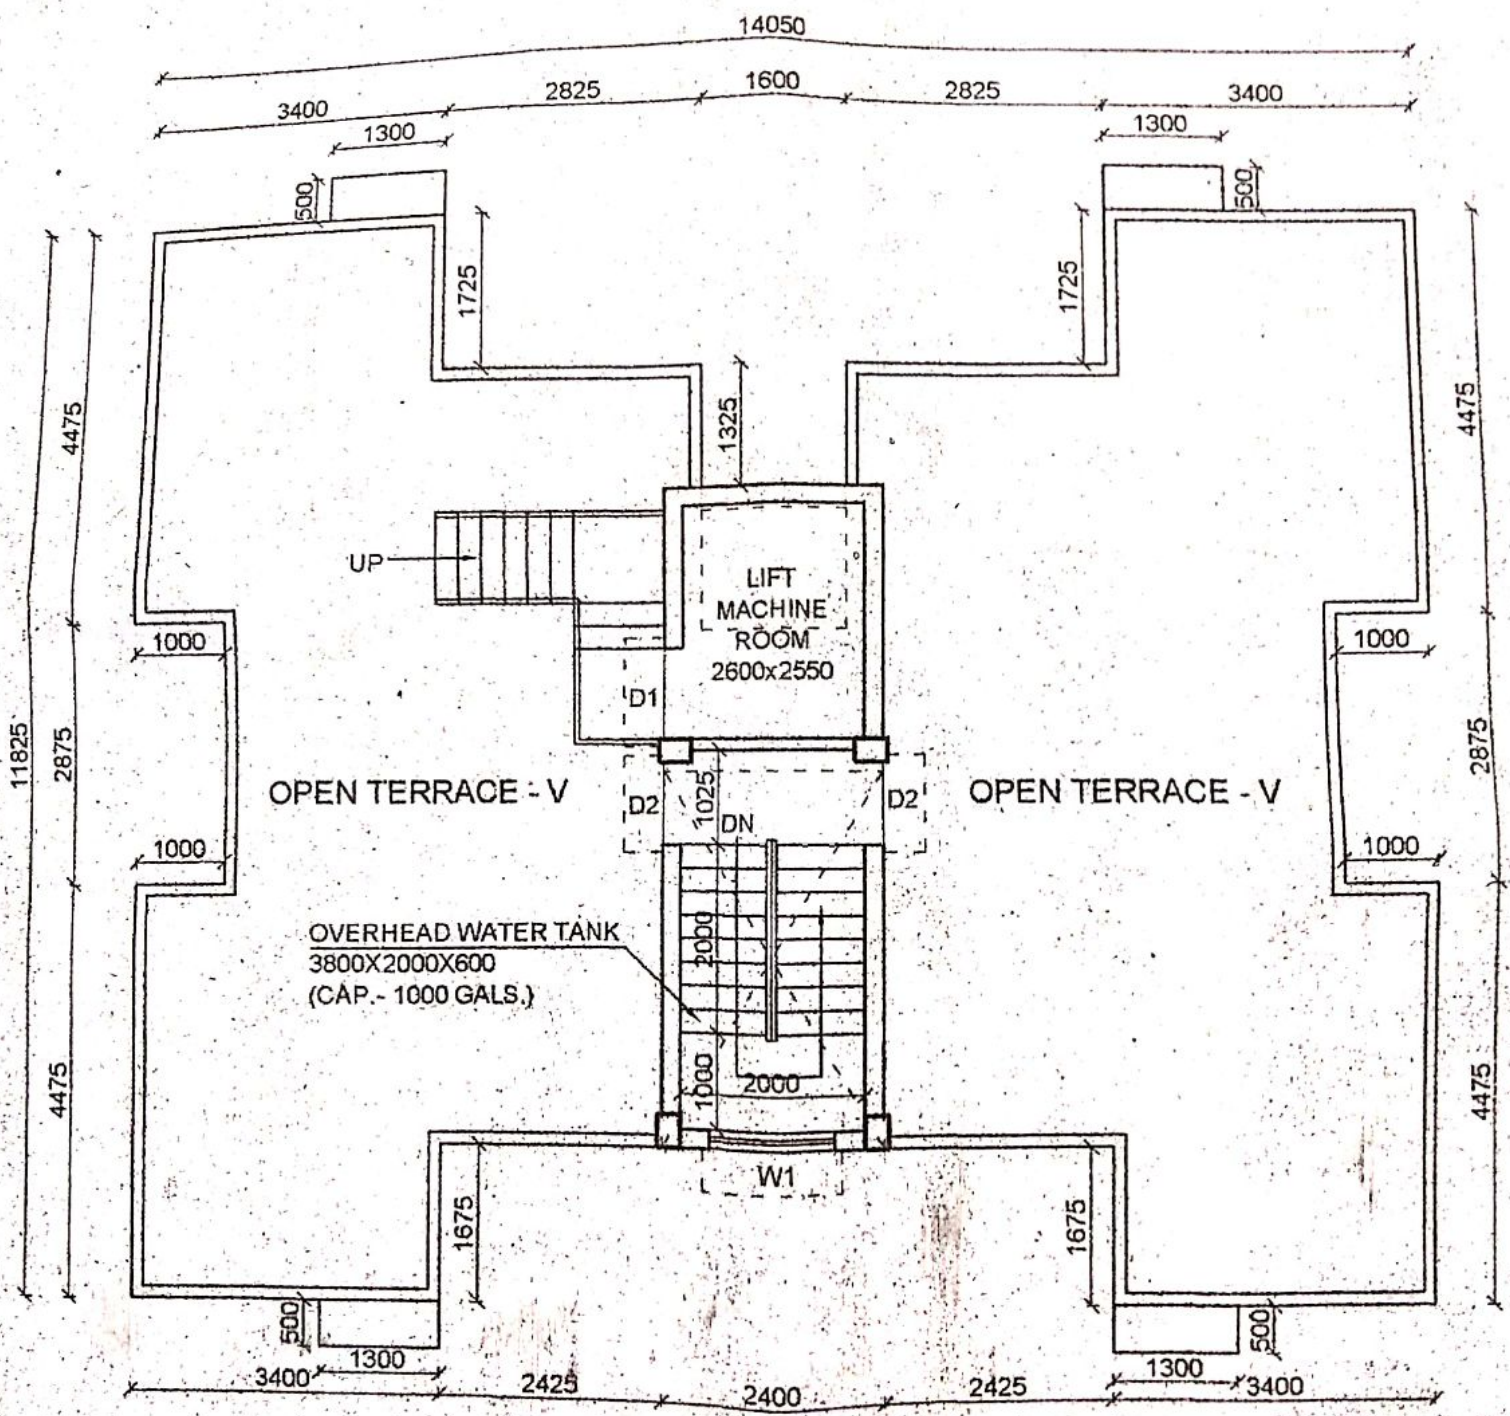 14050
3400
2825
1600
2825
3400
1300
1300
500
500
1725
1725
4475
1325
4475
UP
LIFT
MACHINE
ROOM
2600x2550
1000
1000
D1
11825
2875
2875
OPEN TERRACE - V
D2
1025
DN
D2
OPEN TERRACE - V
1000
1000
OVERHEAD WATER TANK
3800X2000X600
(CAP.- 1000 GALS.)
2000
4475
1000
2000
4475
W1
1675
1675
500
500
1300
1300
3400
2425
2400
2425
3400